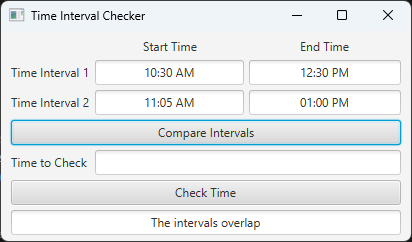 Time Interval Checker
Start Time End Time
Time Interval 1 10:30 AM 12:30 PM
Time Interval 2 11:05 AM 01:00 PM
Compare Intervals
Time to Check
Check Time
The intervals overlap